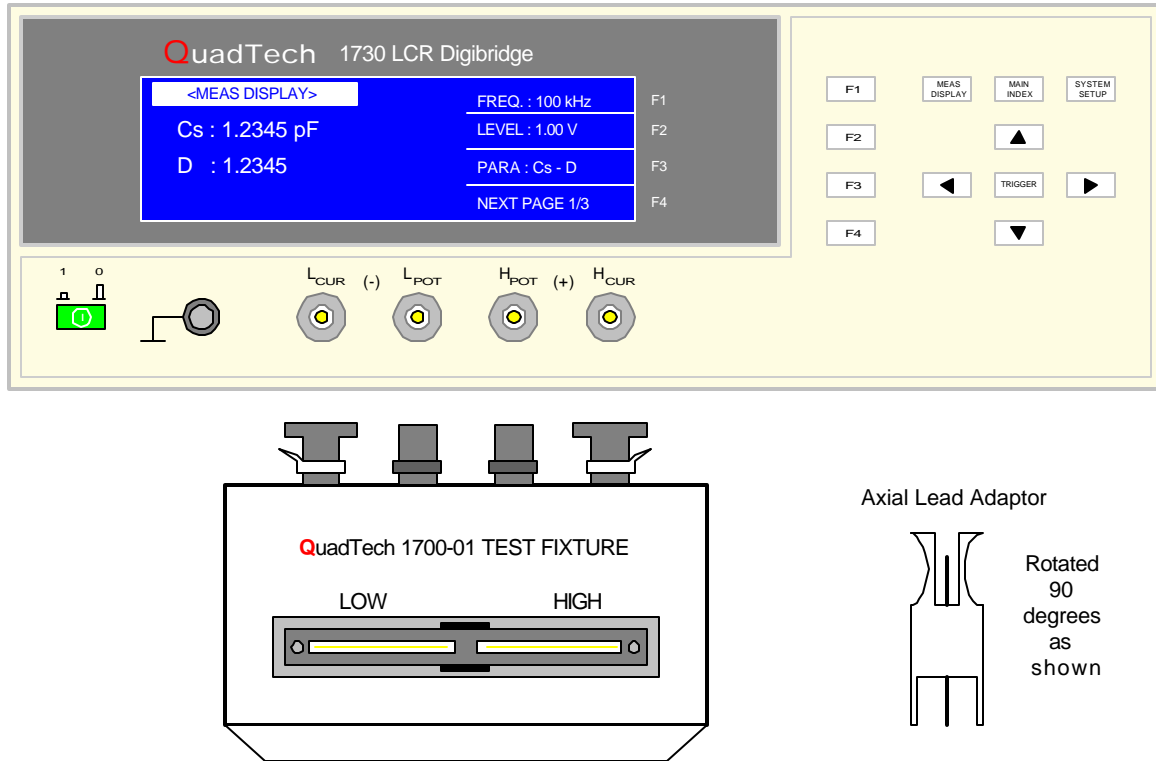 QuadTech 1730 LCR Digibridge
<MEAS DISPLAY>
Cs : 1.2345 pF
D : 1.2345
FREQ. : 100 kHz
LEVEL : 1.00 V
PARA : Cs - D
NEXT PAGE 1/3
F1
F2
F3
F4
F1
F2
F3
F4
MEAS DISPLAY
MAIN INDEX
SYSTEM SETUP
TRIGGER
1 0
LCUR (-) LPOT HPOT (+) HCUR
QuadTech 1700-01 TEST FIXTURE
LOW HIGH
Axial Lead Adaptor
Rotated
90
degrees
as
shown